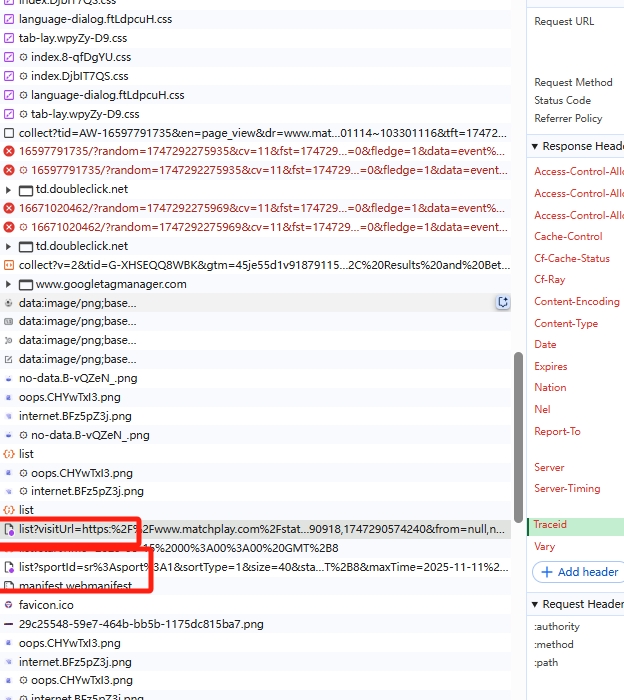 index.DjbIT7QS.css
language-dialog.ftLdpcuH.css
tab-lay.wpyZy-D9.css
index.8-qfDgYU.css
index.DjbIT7QS.css
language-dialog.ftLdpcuH.css
tab-lay.wpyZy-D9.css
collect?tid=AW-16597791735&en=page_view&dr=www.mat...01114~103301116&tft=17472...
16597791735/?random=1747292275935&cv=11&fst=174729...=0&fledge=1&data=event%...
16597791735/?random=1747292275935&cv=11&fst=174729...=0&fledge=1&data=event...
td.doubleclick.net
16671020462/?random=1747292275969&cv=11&fst=174729...=0&fledge=1&data=event%...
16671020462/?random=1747292275969&cv=11&fst=174729...=0&fledge=1&data=event...
td.doubleclick.net
collect?v=2&tid=G-XHSEQQ8WBK&gtm=45je55d1v91879115...2C%20Results%20and%20Bet...
www.googletagmanager.com
data:image/png;base...
data:image/png;base...
data:image/png;base...
data:image/png;base...
no-data.B-vQZeN_.png
oops.CHYwTxI3.png
internet.BFz5pZ3j.png
no-data.B-vQZeN_.png
list
oops.CHYwTxI3.png
internet.BFz5pZ3j.png
list
list?visitUrl=https:%2F%2Fwww.matchplay.com%2Fstat...90918,1747290574240&from=null,n...
15%2000%3A00%3A00%20GMT%2B8
list?sportId=sr%3Asport%3A1&sortType=1&size=40&sta...T%2B8&maxTime=2025-11-11%2...
manifest.webmanifest
favicon.ico
29c25548-59e7-464b-bb5b-1175dc815ba7.png
oops.CHYwTxI3.png
internet.BFz5pZ3j.png
oops.CHYwTxI3.png
internet.BFz5pZ3j.png
Request URL
Request Method
Status Code
Referrer Policy
Response Heade
Access-Control-Allo
Access-Control-Allo
Access-Control-Allo
Cache-Control
Cf-Cache-Status
Cf-Ray
Content-Encoding
Content-Type
Date
Expires
Nation
Nel
Report-To
Server
Server-Timing
Traceid
Vary
Add header
Request Header
:authority
:method
:path